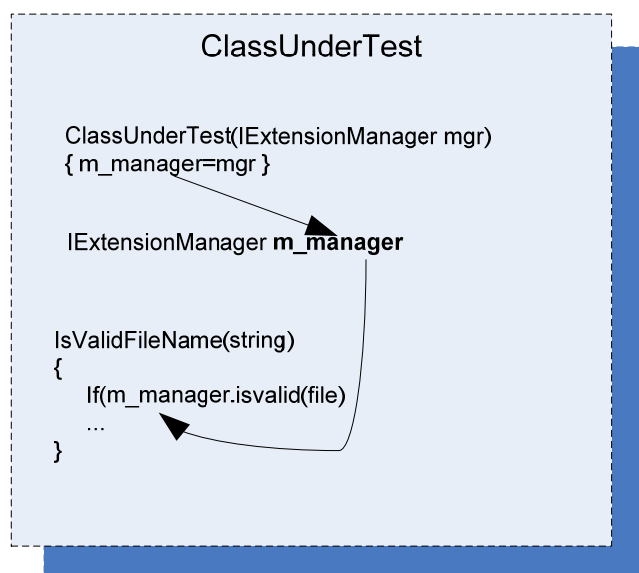 ClassUnderTest
ClassUnderTest(IExtensionManager mgr)
{ m_manager=mgr }
IExtensionManager m_manager
IsValidFileName(string)
{
If(m_manager.isvalid(file)
...
}